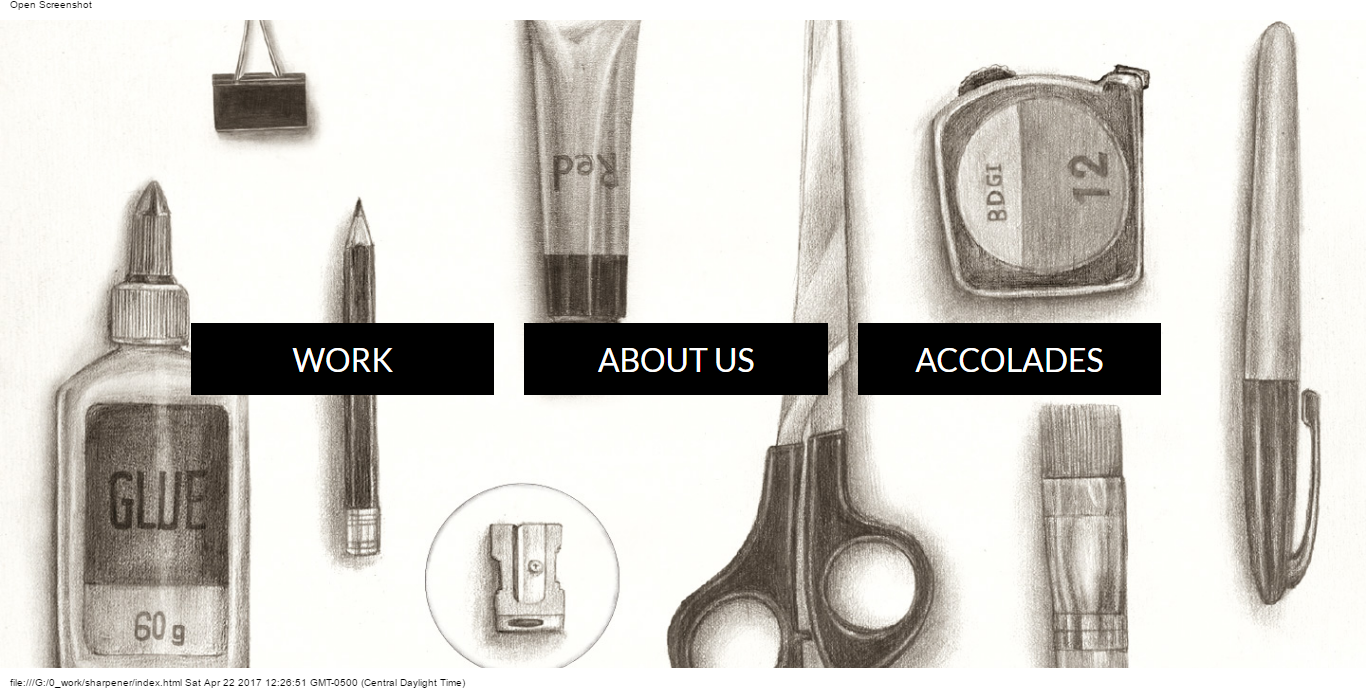 Open Screenshot
Red
BDGI
12
WORK
ABOUT US
ACCOLADES
GLUE
60 g
file:///G:/0_work/sharpener/index.html Sat Apr 22 2017 12:26:51 GMT-0500 (Central Daylight Time)